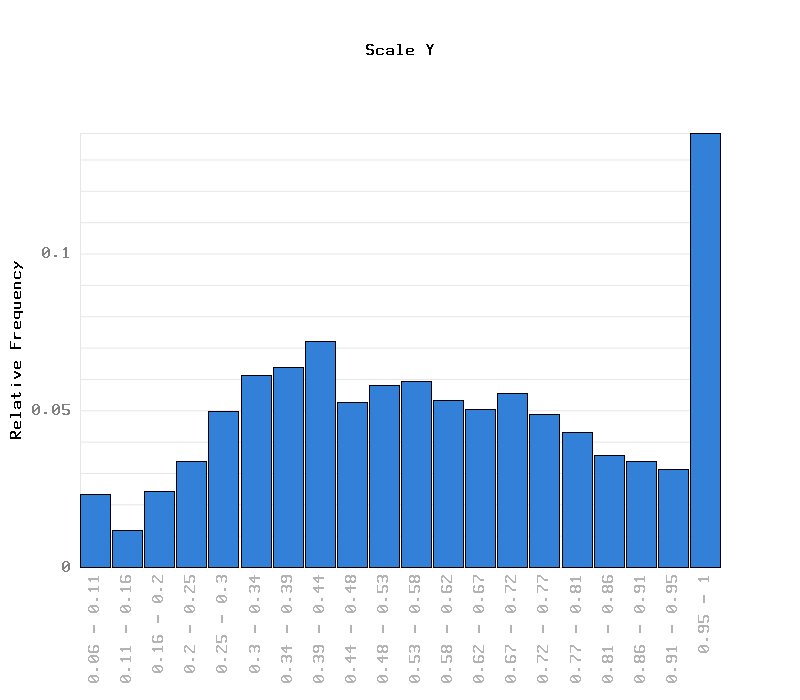 Scale Y
Relative Frequency
0.1
0.05
0
0.06 - 0.11
0.11 - 0.16
0.16 - 0.2
0.2 - 0.25
0.25 - 0.3
0.3 - 0.34
0.34 - 0.39
0.39 - 0.44
0.44 - 0.48
0.48 - 0.53
0.53 - 0.58
0.58 - 0.62
0.62 - 0.67
0.67 - 0.72
0.72 - 0.77
0.77 - 0.81
0.81 - 0.86
0.86 - 0.91
0.91 - 0.95
0.95 - 1